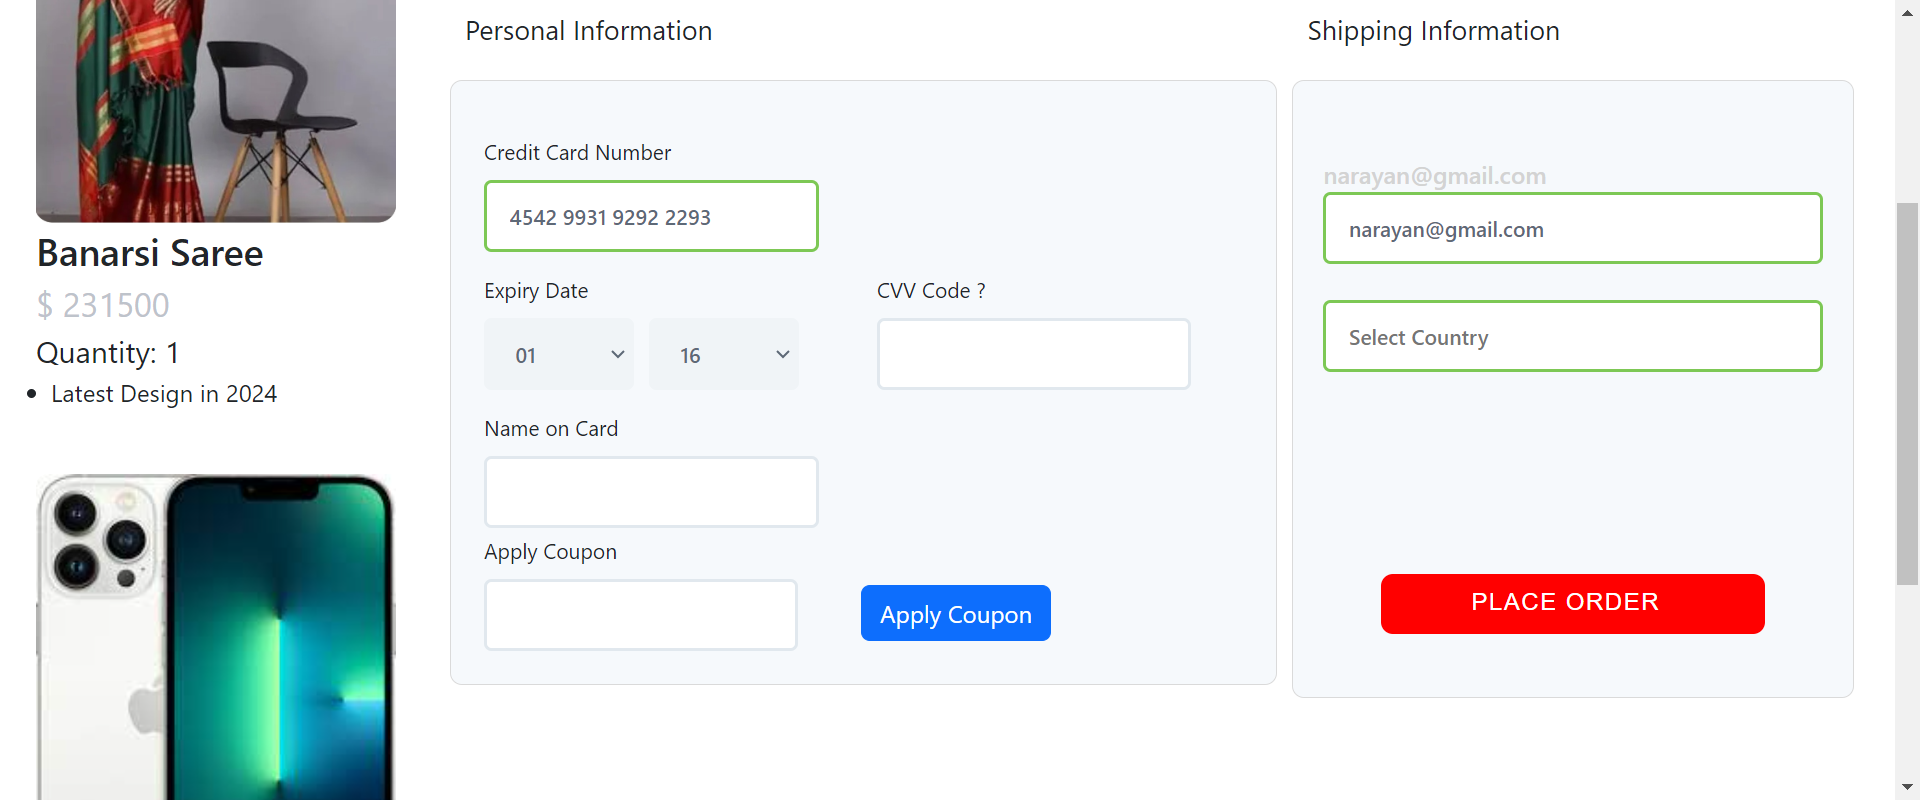 Personal Information
Shipping Information
Credit Card Number
4542 9931 9292 2293
Expiry Date
CVV Code ?
01
16
Name on Card
Apply Coupon
Apply Coupon
narayan@gmail.com
narayan@gmail.com
Select Country
PLACE ORDER
Banarsi Saree
$ 231500
Quantity: 1
Latest Design in 2024